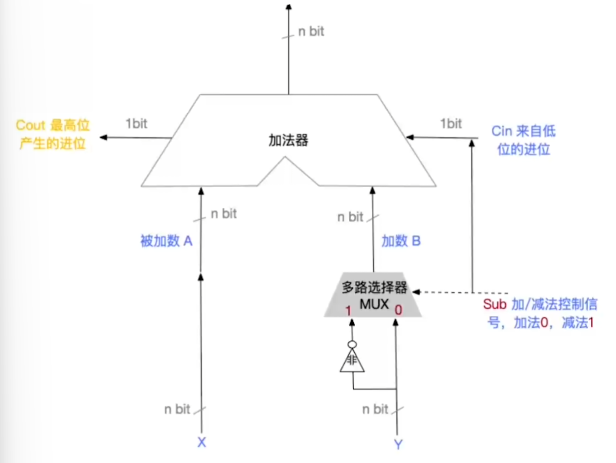 n bit
Cout 最高位
产生的进位
1bit
加法器
1bit
Cin 来自低
位的进位
n bit
n bit
被加数 A
加数 B
多路选择器
MUX
1 0
Sub 加/减法控制信
号，加法0，减法1
非
n bit
n bit
X
Y